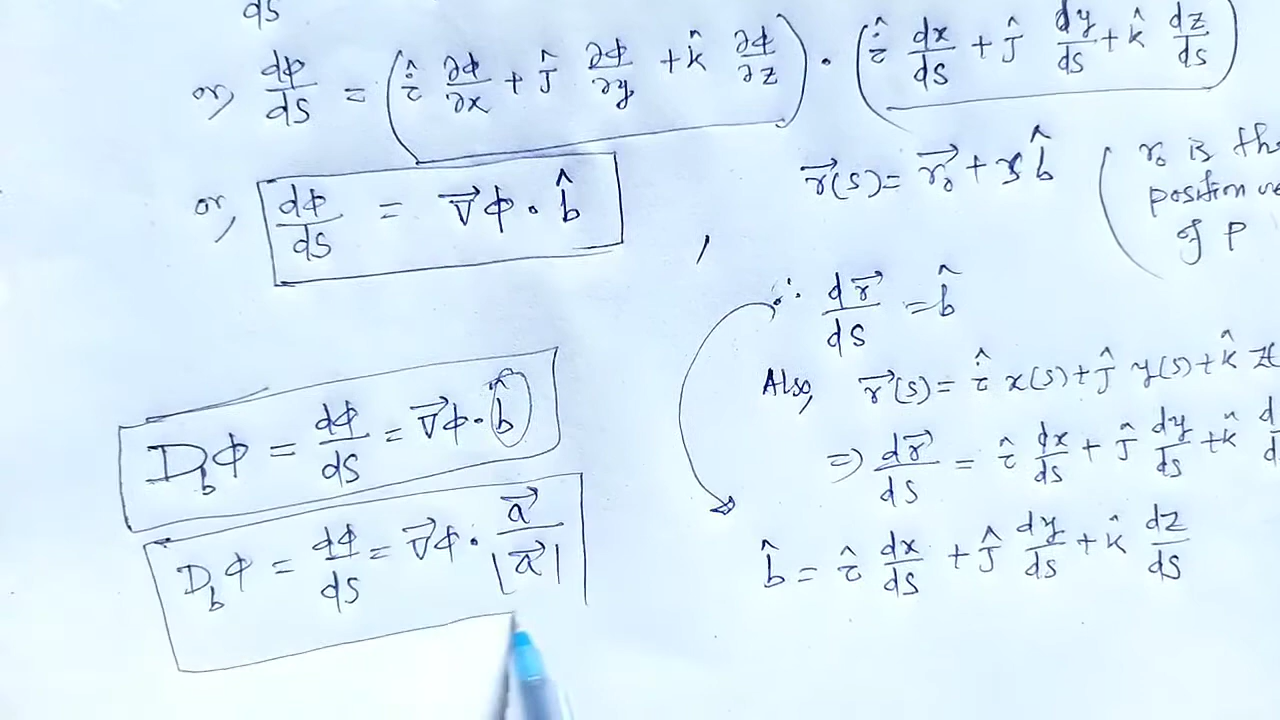 ds
or, dϕ/ds = (î ∂ϕ/∂x + ĵ ∂ϕ/∂y + k̂ ∂ϕ/∂z) · (î dx/ds + ĵ dy/ds + k̂ dz/ds)
or, dϕ/ds = ∇⃗ϕ · b̂
r⃗(s) = r⃗₀ + s b̂
( r₀ is the
position
of P
,
∴ dr⃗/ds = b̂
Also, r⃗(s) = î x(s) + ĵ y(s) + k̂ z(
⇒ dr⃗/ds = î dx/ds + ĵ dy/ds + k̂
b̂ = î dx/ds + ĵ dy/ds + k̂ dz/ds
D_b ϕ = dϕ/ds = ∇⃗ϕ · b̂
D_b ϕ = dϕ/ds = ∇⃗ϕ · a⃗/|a⃗|